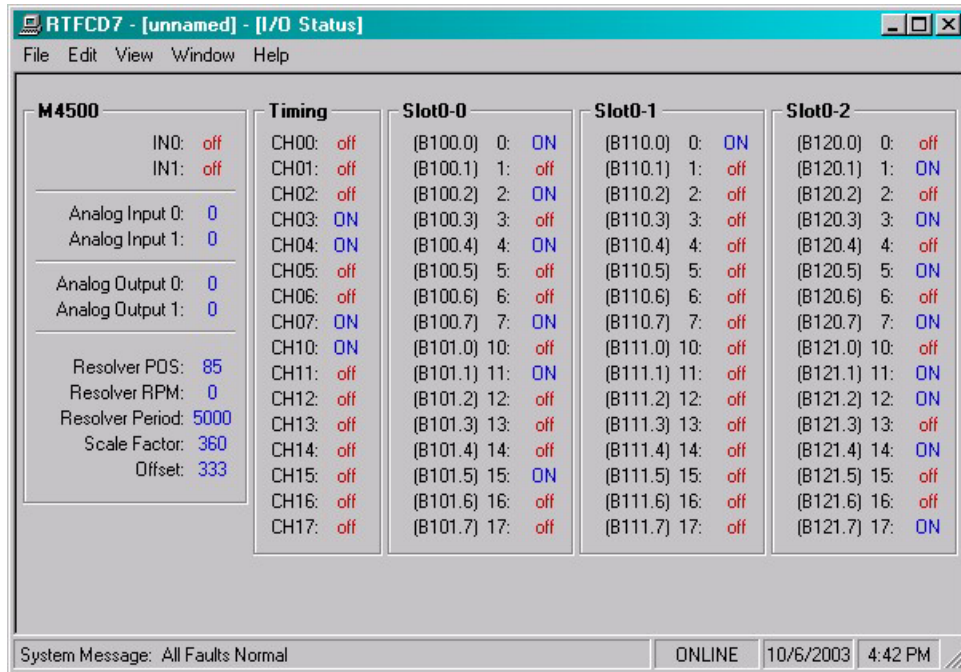 RTFCD7 - [unnamed] - [I/O Status]
File Edit View Window Help
M4500
IN0: off
IN1: off
Analog Input 0: 0
Analog Input 1: 0
Analog Output 0: 0
Analog Output 1: 0
Resolver POS: 85
Resolver RPM: 0
Resolver Period: 5000
Scale Factor: 360
Offset: 333
Timing
CH00: off
CH01: off
CH02: off
CH03: ON
CH04: ON
CH05: off
CH06: off
CH07: ON
CH10: ON
CH11: off
CH12: off
CH13: off
CH14: off
CH15: off
CH16: off
CH17: off
Slot0-0
(B100.0) 0: ON
(B100.1) 1: off
(B100.2) 2: ON
(B100.3) 3: off
(B100.4) 4: ON
(B100.5) 5: off
(B100.6) 6: off
(B100.7) 7: ON
(B101.0) 10: off
(B101.1) 11: ON
(B101.2) 12: off
(B101.3) 13: off
(B101.4) 14: off
(B101.5) 15: ON
(B101.6) 16: off
(B101.7) 17: off
Slot0-1
(B110.0) 0: ON
(B110.1) 1: off
(B110.2) 2: off
(B110.3) 3: off
(B110.4) 4: off
(B110.5) 5: off
(B110.6) 6: off
(B110.7) 7: off
(B111.0) 10: off
(B111.1) 11: off
(B111.2) 12: off
(B111.3) 13: off
(B111.4) 14: off
(B111.5) 15: off
(B111.6) 16: off
(B111.7) 17: off
Slot0-2
(B120.0) 0: off
(B120.1) 1: ON
(B120.2) 2: off
(B120.3) 3: ON
(B120.4) 4: off
(B120.5) 5: ON
(B120.6) 6: off
(B120.7) 7: ON
(B121.0) 10: off
(B121.1) 11: ON
(B121.2) 12: ON
(B121.3) 13: off
(B121.4) 14: ON
(B121.5) 15: off
(B121.6) 16: off
(B121.7) 17: ON
System Message: All Faults Normal
ONLINE
10/6/2003
4:42 PM